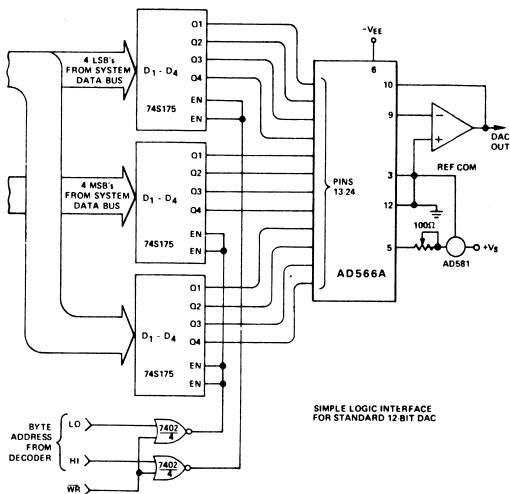 4 LSB's
FROM SYSTEM
DATA BUS
D1 - D4
74S175
Q1
Q2
Q3
Q4
EN
EN
4 MSB's
FROM SYSTEM
DATA BUS
D1 - D4
74S175
Q1
Q2
Q3
Q4
EN
EN
D1 - D4
74S175
Q1
Q2
Q3
Q4
EN
EN
-VEE
6
10
9
3
12
5
PINS
13-24
AD566A
-
+
DAC
OUT
REF COM
100Ω
AD581
+VS
BYTE
ADDRESS
FROM
DECODER
LO
HI
WR
7402
4
7402
4
SIMPLE LOGIC INTERFACE
FOR STANDARD 12-BIT DAC